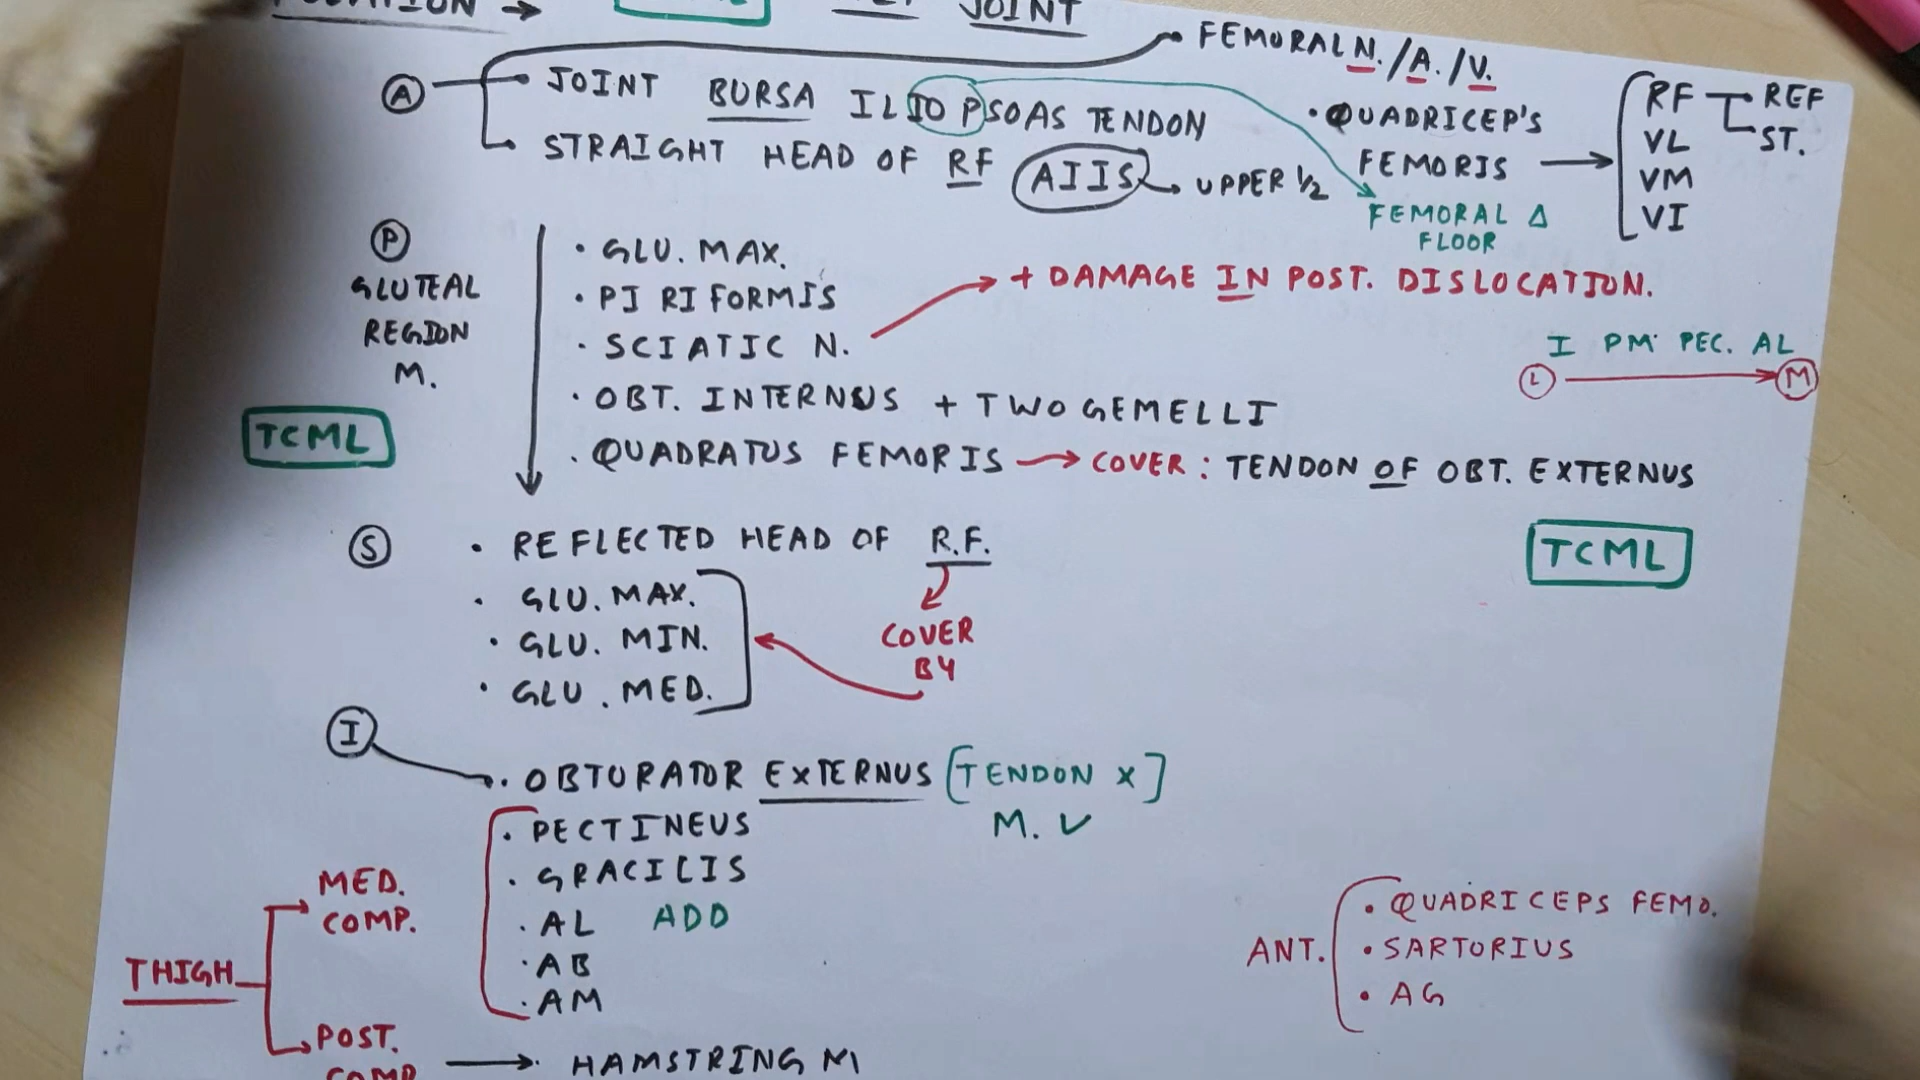 → JOINT
FEMORAL N. / A. / V.
A JOINT BURSA ILIO PSOAS TENDON
STRAIGHT HEAD OF RF AIIS → UPPER 1/2
• QUADRICEP'S
FEMORIS →
RF REF
ST.
VL
VM
VI
FEMORAL Δ
FLOOR
P
GLUTEAL
REGION
M.
• GLU. MAX.
• PIRIFORMIS
• SCIATIC N. → + DAMAGE IN POST. DISLOCATION.
• OBT. INTERNUS + TWO GEMELLI
• QUADRATUS FEMORIS → COVER : TENDON OF OBT. EXTERNUS
I PM PEC. AL
L → M
TCML
S • REFLECTED HEAD OF R.F.
COVER
BY
• GLU. MAX.
• GLU. MIN.
• GLU. MED.
TCML
I
• OBTURATOR EXTERNUS [TENDON X]
M. ✓
• PECTINEUS
• GRACILIS
• AL ADD
• AB
• AM
THIGH
MED.
COMP.
POST.
COMP → HAMSTRING M
ANT.
• QUADRICEPS FEMO.
• SARTORIUS
• AG